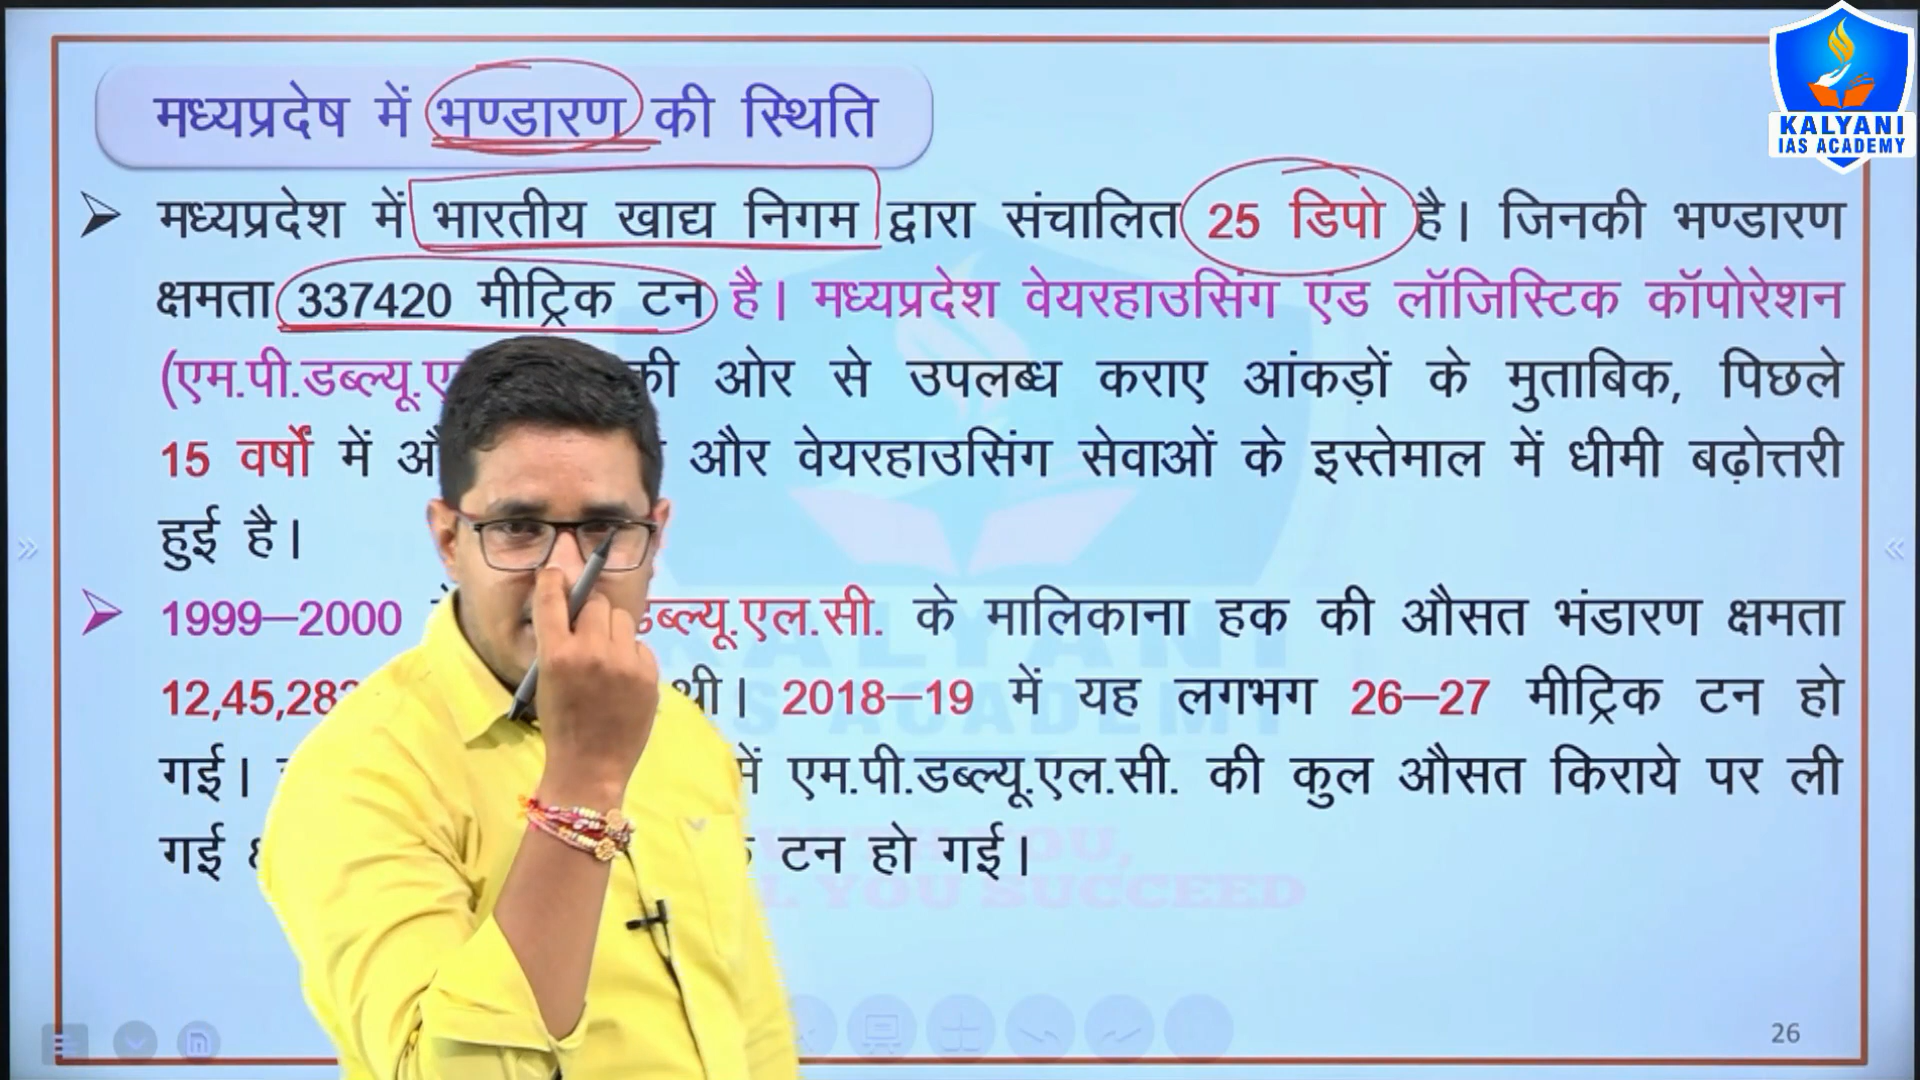 KALYANI
IAS ACADEMY
मध्यप्रदेष में भण्डारण की स्थिति
मध्यप्रदेश में भारतीय खाद्य निगम द्वारा संचालित 25 डिपो है। जिनकी भण्डारण
क्षमता 337420 मीट्रिक टन है। मध्यप्रदेश वेयरहाउसिंग एंड लॉजिस्टिक कॉपोरेशन
(एम.पी.डब्ल्यू. की ओर से उपलब्ध कराए आंकड़ों के मुताबिक, पिछले
15 वर्षों में और वेयरहाउसिंग सेवाओं के इस्तेमाल में धीमी बढ़ोत्तरी
हुई है।
1999–2000 डब्ल्यू.एल.सी. के मालिकाना हक की औसत भंडारण क्षमता
12,45,28 थी। 2018–19 में यह लगभग 26–27 मीट्रिक टन हो
गई। में एम.पी.डब्ल्यू.एल.सी. की कुल औसत किराये पर ली
गई टन हो गई।
26